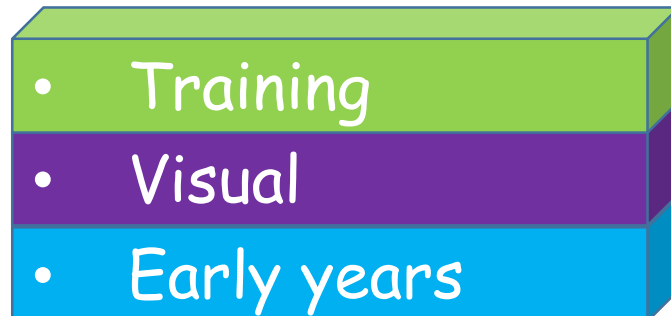 • Training
• Visual
• Early years